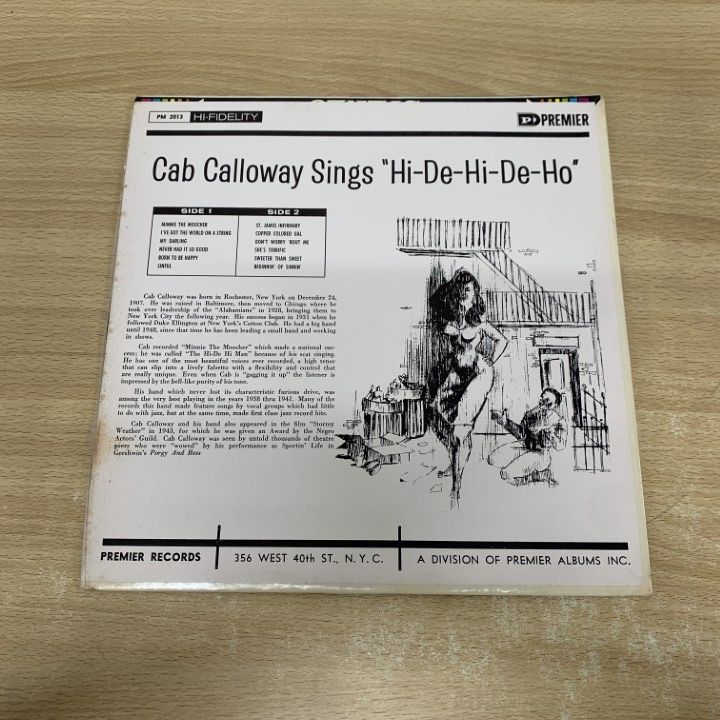 PM 2013 HI-FIDELITY
PREMIER
Cab Calloway Sings "Hi-De-Hi-De-Ho"
SIDE 1
MINNIE THE MOOCHER
I'VE GOT THE WORLD ON A STRING
MY DARLING
NEVER HAD IT SO GOOD
BORN TO BE HAPPY
SINFUL
SIDE 2
ST. JAMES INFIRMARY
COPPER COLORED GAL
DON'T WORRY 'BOUT ME
SHE'S TERRIFIC
SWEETER THAN SWEET
BEGINNIN' OF SINNIN'
Cab Calloway was born in Rochester, New York on December 24,
1907. He was raised in Baltimore, then moved to Chicago where he
took over leadership of the "Alabamians" in 1928, bringing them to
New York City the following year. His success began in 1931 when he
followed Duke Ellington at New York's Cotton Club. He had a big band
until 1948, since that time he has been leading a small band and working
in shows.
Cab recorded "Minnie The Moocher" which made a national suc-
cess; he was called "The Hi-De Hi Man" because of his scat singing.
He has one of the most beautiful voices ever recorded, a high tenor
that can slip into a lively falsetto with a flexibility and control that
are really unique. Even when Cab is "gagging it up" the listener is
impressed by the bell-like purity of his tone.
His band which never lost its characteristic furious drive, was
among the very best playing in the years 1938 thru 1941. Many of the
records this band made feature songs by vocal groups which had little
to do with jazz, but at the same time, made first class jazz record hits.
Cab Calloway and his band also appeared in the film "Stormy
Weather" in 1943, for which he was given an Award by the Negro
Actors' Guild. Cab Calloway was seen by untold thousands of theatre
goers who were "wowed" by his performance as Sportin' Life in
Gershwin's Porgy And Bess
PREMIER RECORDS 356 WEST 40th ST., N.Y.C. A DIVISION OF PREMIER ALBUMS INC.